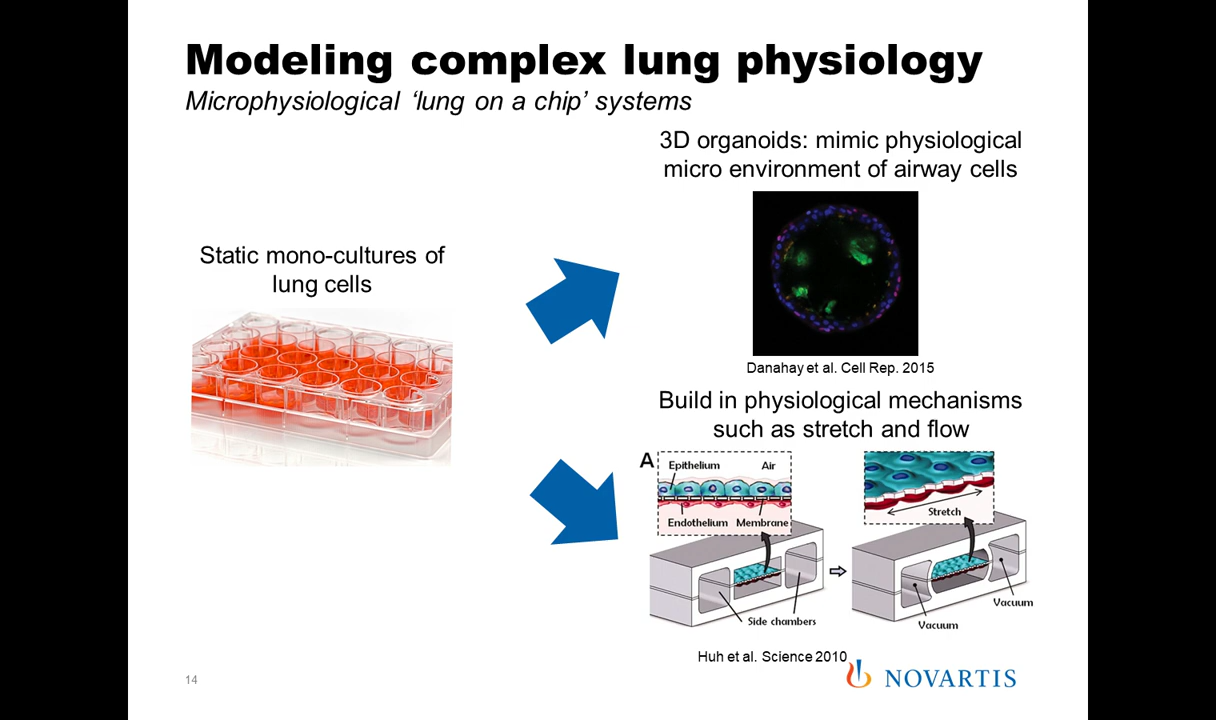 Modeling complex lung physiology
Microphysiological ‘lung on a chip’ systems
Static mono-cultures of
lung cells
3D organoids: mimic physiological
micro environment of airway cells
Danahay et al. Cell Rep. 2015
Build in physiological mechanisms
such as stretch and flow
A
Epithelium Air
Endothelium Membrane
Side chambers
Stretch
Vacuum
Vacuum
Huh et al. Science 2010
14
NOVARTIS